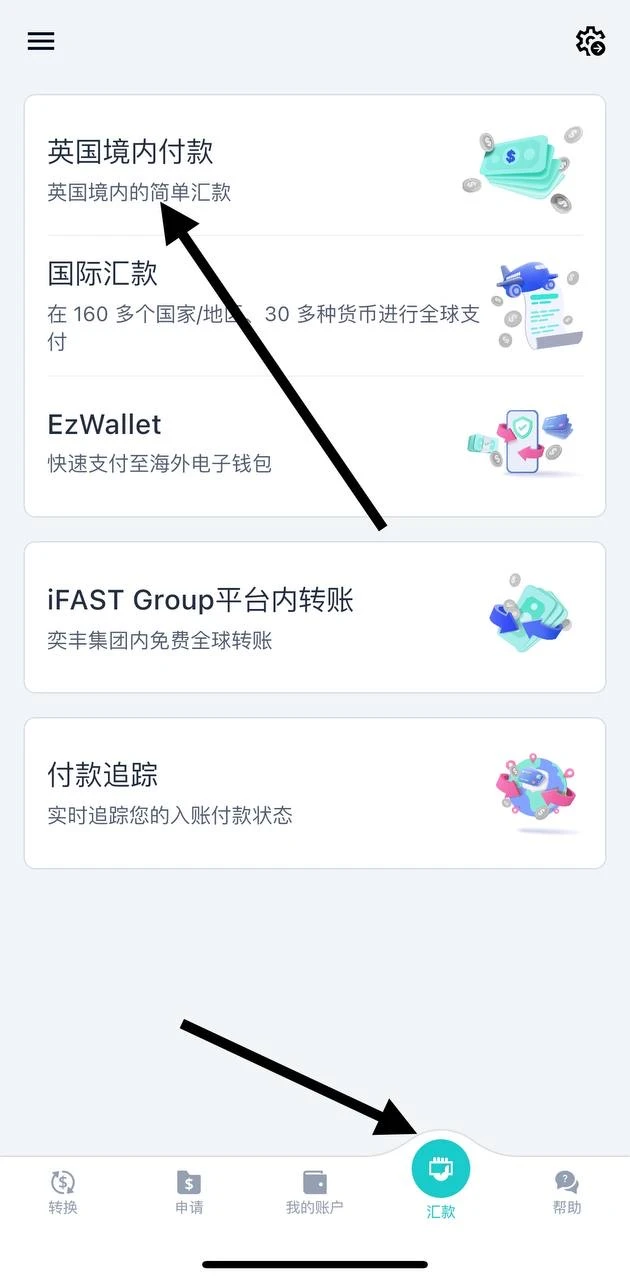 英国境内付款
英国境内的简单汇款
国际汇款
在 160 多个国家/地区、30 多种货币进行全球支
付
EzWallet
快速支付至海外电子钱包
iFAST Group平台内转账
奕丰集团内免费全球转账
付款追踪
实时追踪您的入账付款状态
转换
申请
我的账户
汇款
帮助